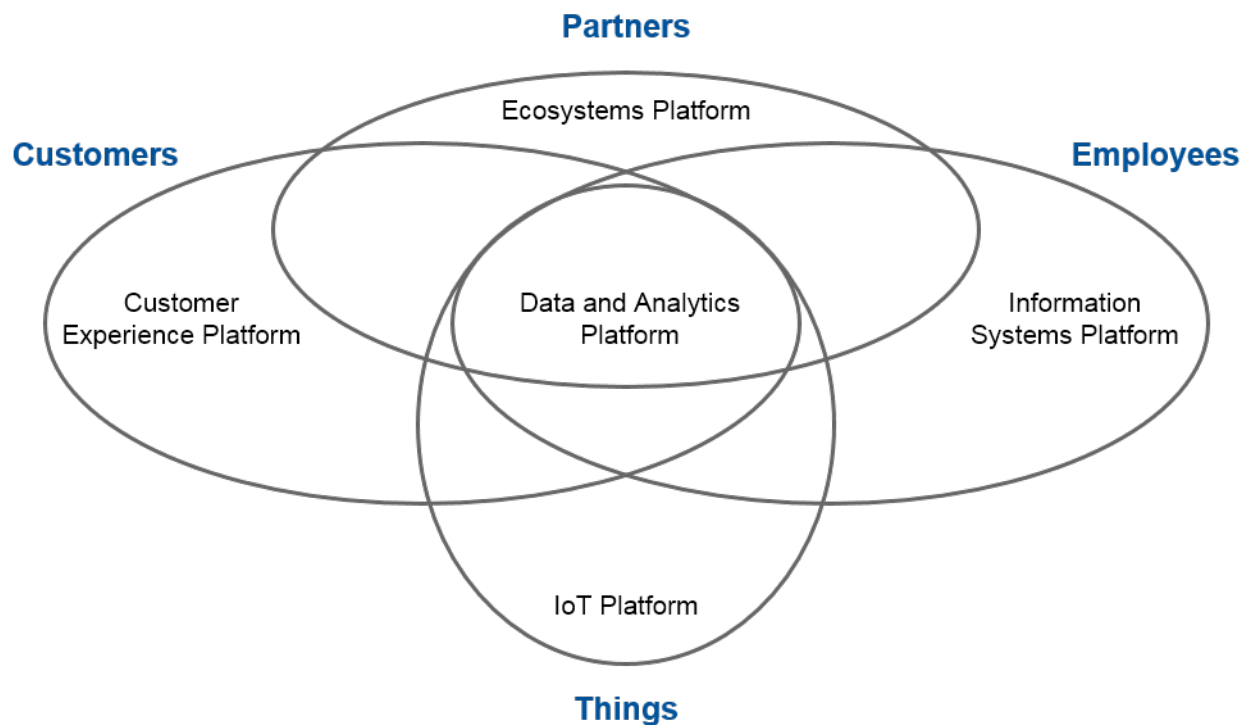 Partners
Ecosystems Platform
Customers
Employees
Customer
Experience Platform
Data and Analytics
Platform
Information
Systems Platform
IoT Platform
Things